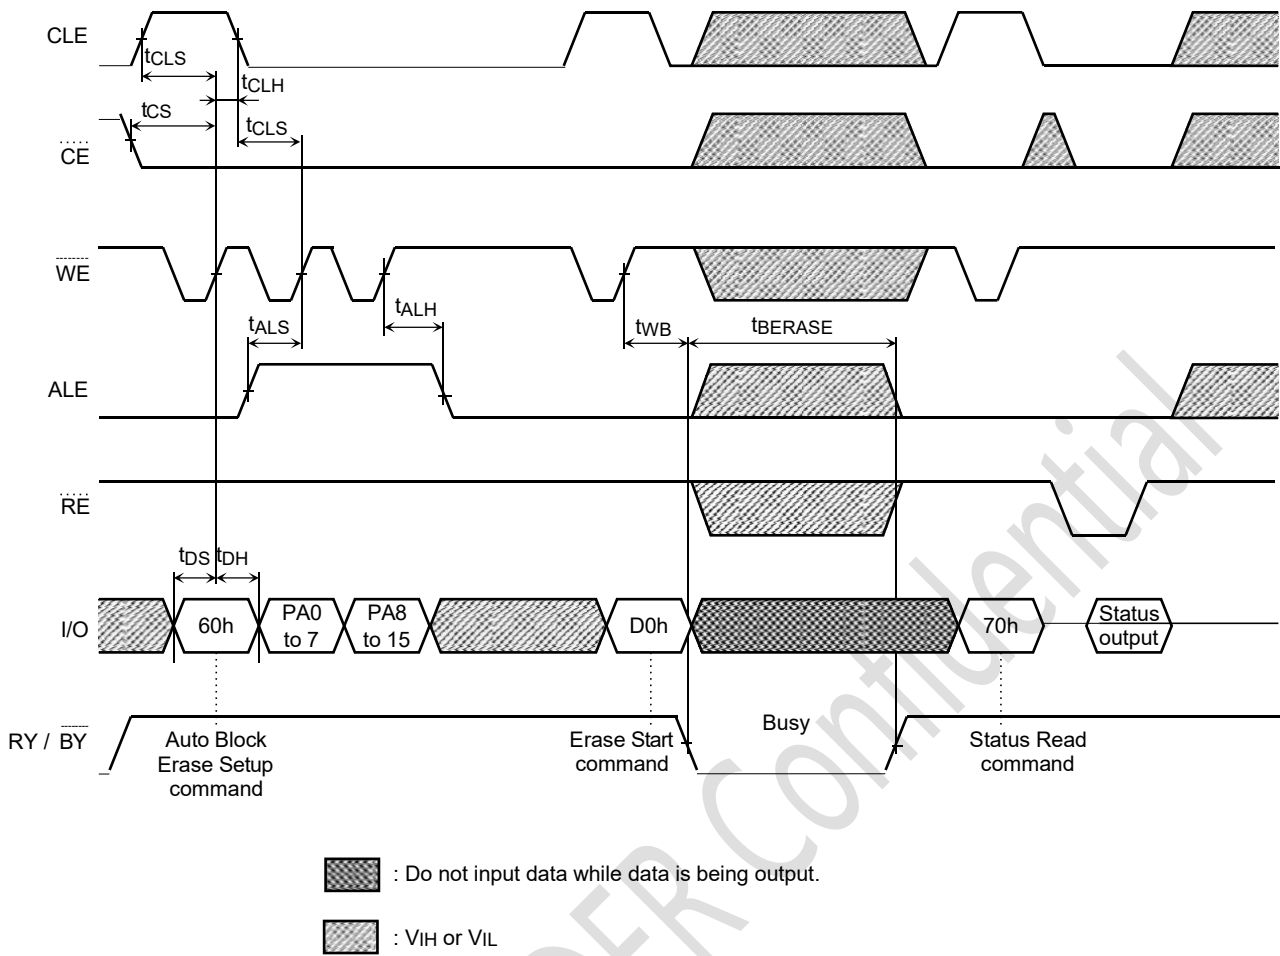 CLE
tCLS
tCLH
tCS
tCLS
CE
WE
tALS
tALH
tWB
tBERASE
ALE
RE
tDS
tDH
I/O
60h
PA0
to 7
PA8
to 15
D0h
70h
Status
output
RY / BY
Busy
Auto Block
Erase Setup
command
Erase Start
command
Status Read
command
: Do not input data while data is being output.
: VIH or VIL
DER Confidential